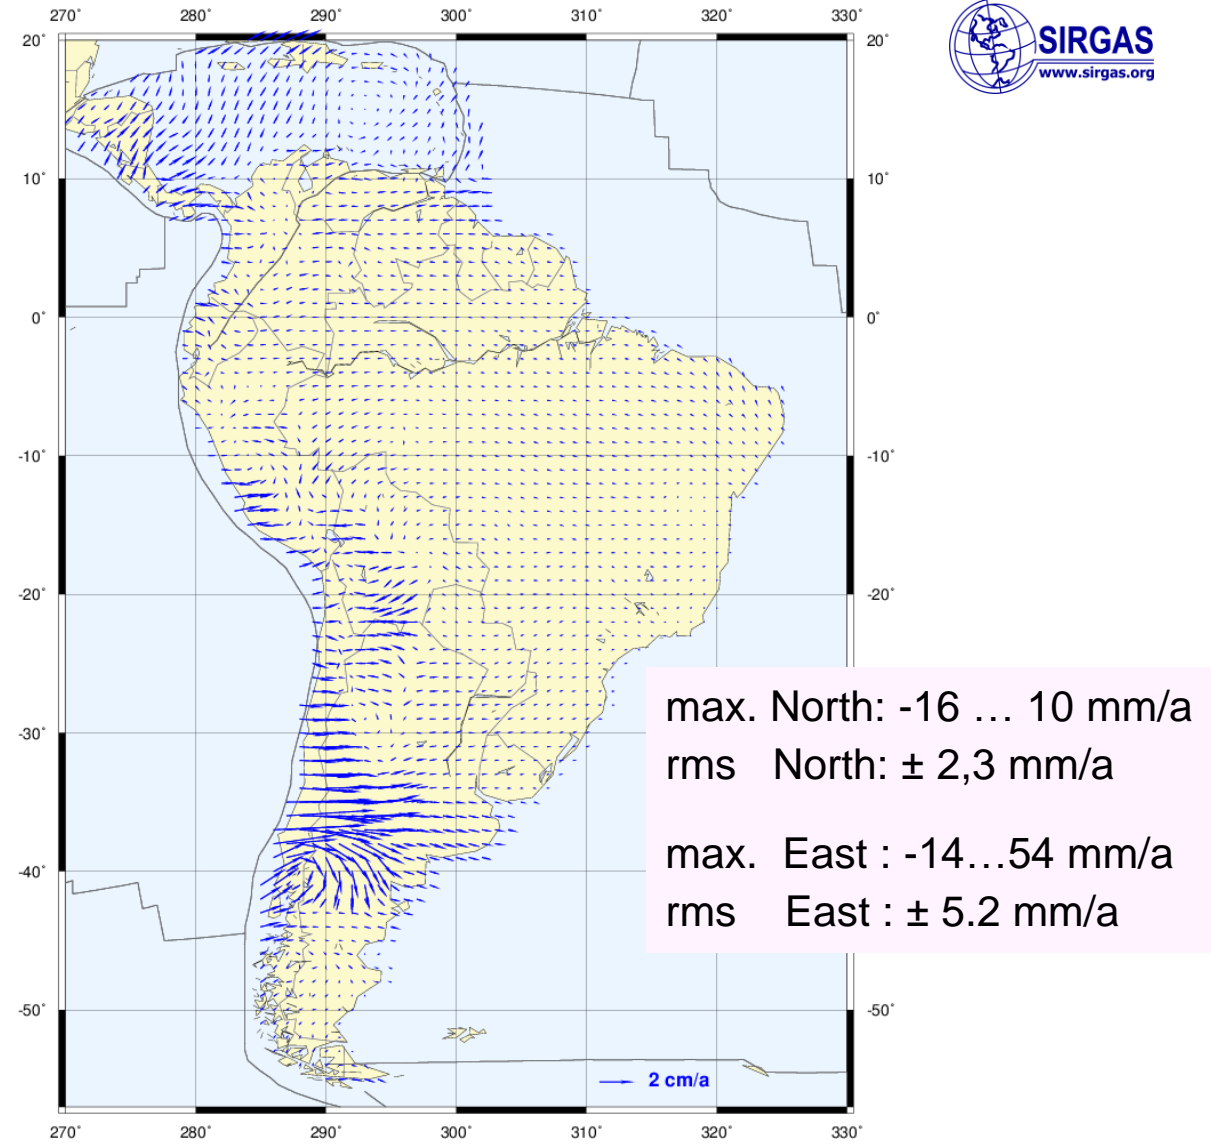 270˚ 280˚ 290˚ 300˚ 310˚ 320˚ 330˚
SIRGAS
www.sirgas.org
20˚ 20˚
10˚ 10˚
0˚ 0˚
-10˚ -10˚
-20˚ -20˚
max. North: -16 … 10 mm/a
-30˚
rms North: ± 2,3 mm/a
max. East : -14…54 mm/a
-40˚
rms East : ± 5.2 mm/a
-50˚ -50˚
2 cm/a
270˚ 280˚ 290˚ 300˚ 310˚ 320˚ 330˚